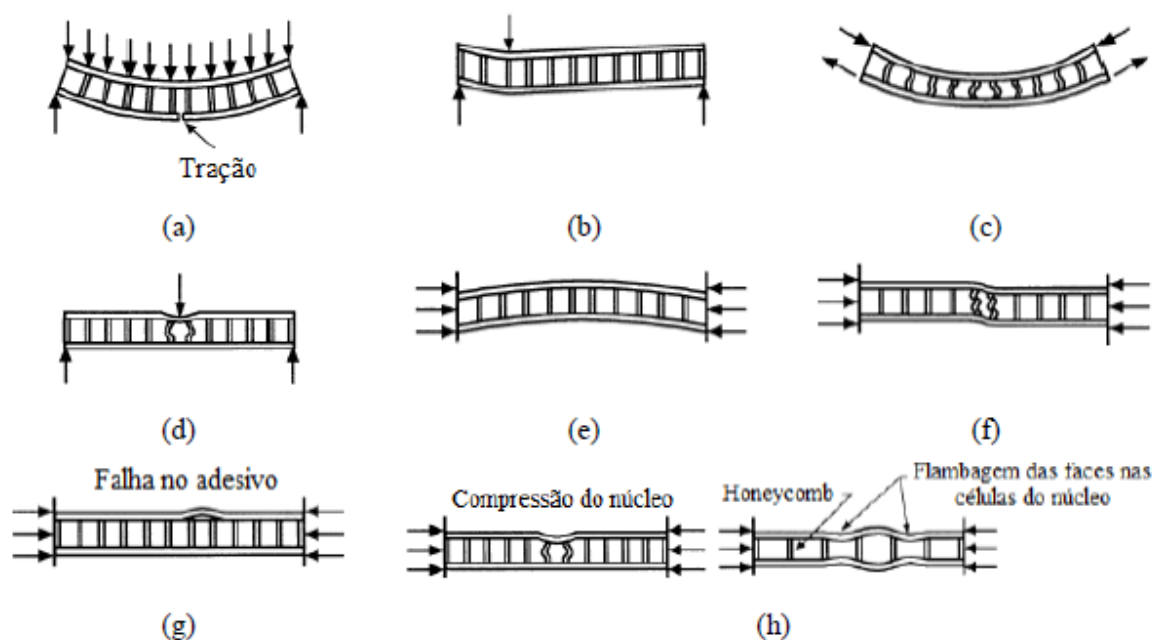 Tração
(a)
(b)
(c)
(d)
(e)
(f)
Falha no adesivo
(g)
Compressão do núcleo
Honeycomb
Flambagem das faces nas
células do núcleo
(h)